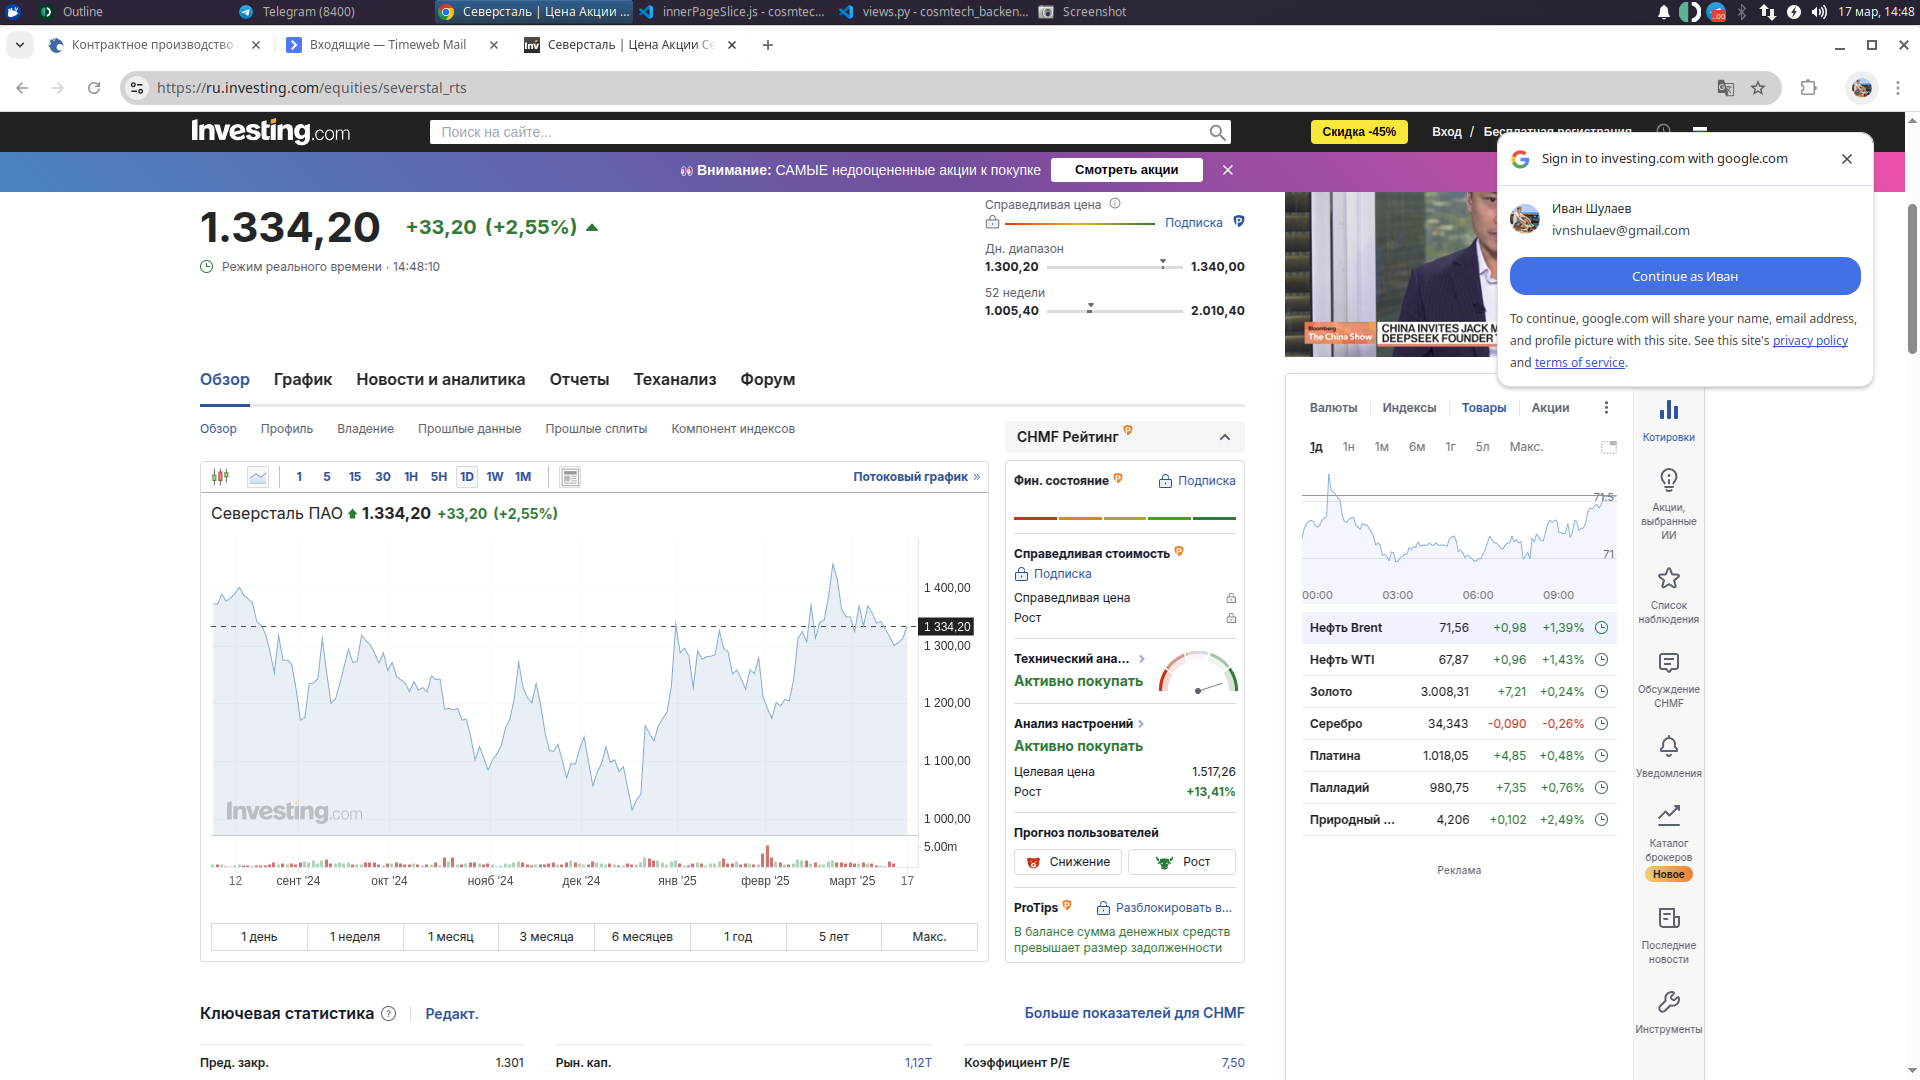 Outline
Telegram (8400)
Северсталь | Цена Акции ...
innerPageSlice.js - cosmtec...
views.py - cosmtech_backen...
Screenshot
17 мар, 14:48
Контрактное производство
Входящие — Timeweb Mail
Северсталь | Цена Акции Се
https://ru.investing.com/equities/severstal_rts
Investing.com
Поиск на сайте...
Скидка -45%
Вход / Бесплатная регистрация
Внимание: САМЫЕ недооцененные акции к покупке
Смотреть акции
Sign in to investing.com with google.com
Иван Шулаев
ivnshulaev@gmail.com
Continue as Иван
To continue, google.com will share your name, email address,
and profile picture with this site. See this site's privacy policy
and terms of service.
1.334,20
+33,20 (+2,55%)
Режим реального времени · 14:48:10
Справедливая цена
Подписка
Дн. диапазон
1.300,20
1.340,00
52 недели
1.005,40
2.010,40
Bloomberg
The China Show
CHINA INVITES JACK M
DEEPSEEK FOUNDER T
Обзор
График
Новости и аналитика
Отчеты
Теханализ
Форум
Обзор
Профиль
Владение
Прошлые данные
Прошлые сплиты
Компонент индексов
1
5
15
30
1H
5H
1D
1W
1M
Потоковый график »
Северсталь ПАО 1.334,20 +33,20 (+2,55%)
1 400,00
1 334,20
1 300,00
1 200,00
1 100,00
1 000,00
5.00m
Investing.com
12
сент '24
окт '24
нояб '24
дек '24
янв '25
февр '25
март '25
17
1 день
1 неделя
1 месяц
3 месяца
6 месяцев
1 год
5 лет
Макс.
CHMF Рейтинг
Фин. состояние
Подписка
Справедливая стоимость
Подписка
Справедливая цена
Рост
Технический ана...
Активно покупать
Анализ настроений
Активно покупать
Целевая цена
1.517,26
Рост
+13,41%
Прогноз пользователей
Снижение
Рост
ProTips
Разблокировать в...
В балансе сумма денежных средств
превышает размер задолженности
Валюты
Индексы
Товары
Акции
1д
1н
1м
6м
1г
5л
Макс.
71.5
71
00:00
03:00
06:00
09:00
Нефть Brent 71,56 +0,98 +1,39%
Нефть WTI 67,87 +0,96 +1,43%
Золото 3.008,31 +7,21 +0,24%
Серебро 34,343 -0,090 -0,26%
Платина 1.018,05 +4,85 +0,48%
Палладий 980,75 +7,35 +0,76%
Природный ... 4,206 +0,102 +2,49%
Реклама
Котировки
Акции,
выбранные
ИИ
Список
наблюдения
Обсуждение
CHMF
Уведомления
Каталог
брокеров
Новое
Последние
новости
Инструменты
Ключевая статистика
Редакт.
Больше показателей для CHMF
Пред. закр.
1.301
Рын. кап.
1,12T
Коэффициент P/E
7,50